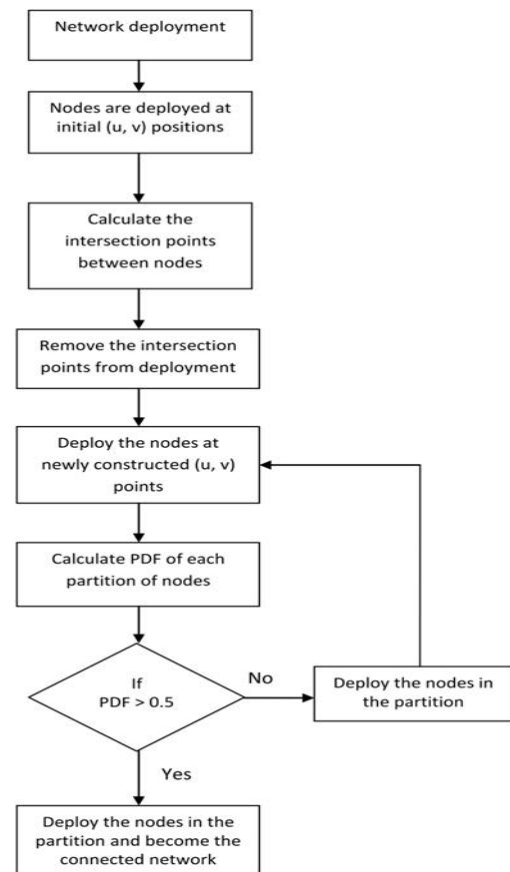 Network deployment
Nodes are deployed at
initial (u, v) positions
Calculate the
intersection points
between nodes
Remove the intersection
points from deployment
Deploy the nodes at
newly constructed (u, v)
points
Calculate PDF of each
partition of nodes
If
PDF > 0.5
No
Deploy the nodes in
the partition
Yes
Deploy the nodes in the
partition and become the
connected network